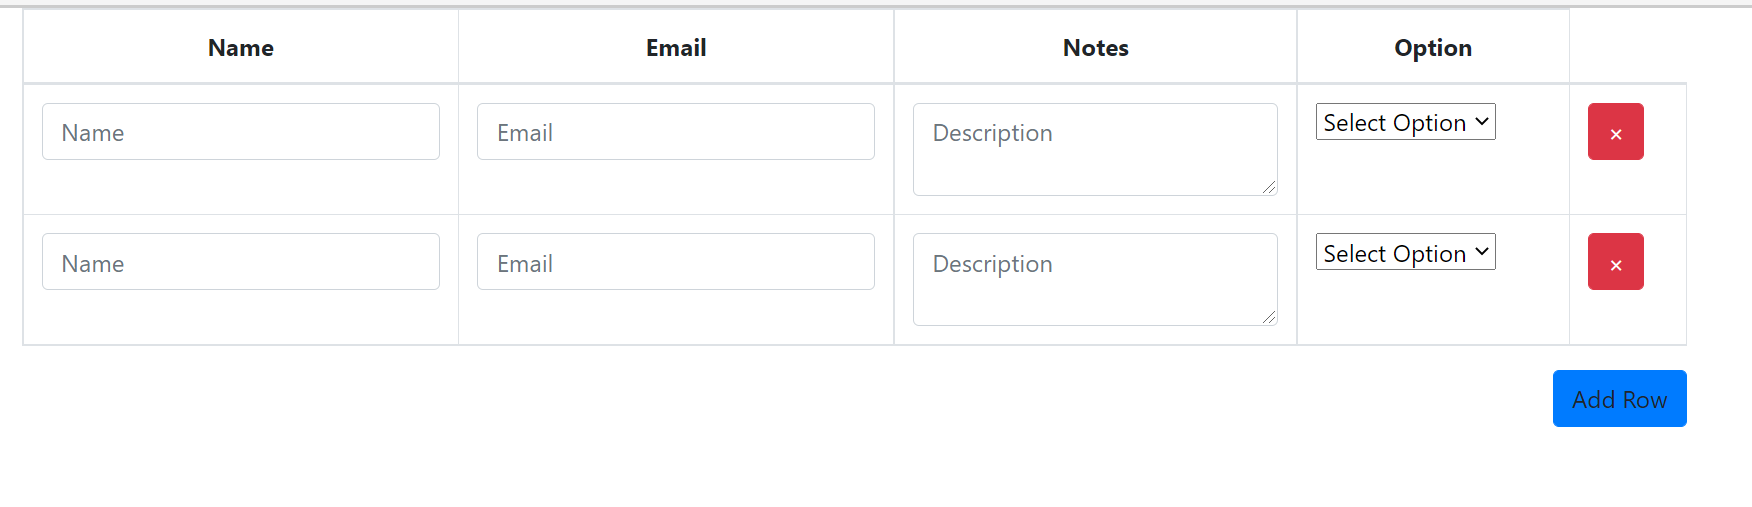 Name Email Notes Option
Name Email Description Select Option ×
Name Email Description Select Option ×
Add Row